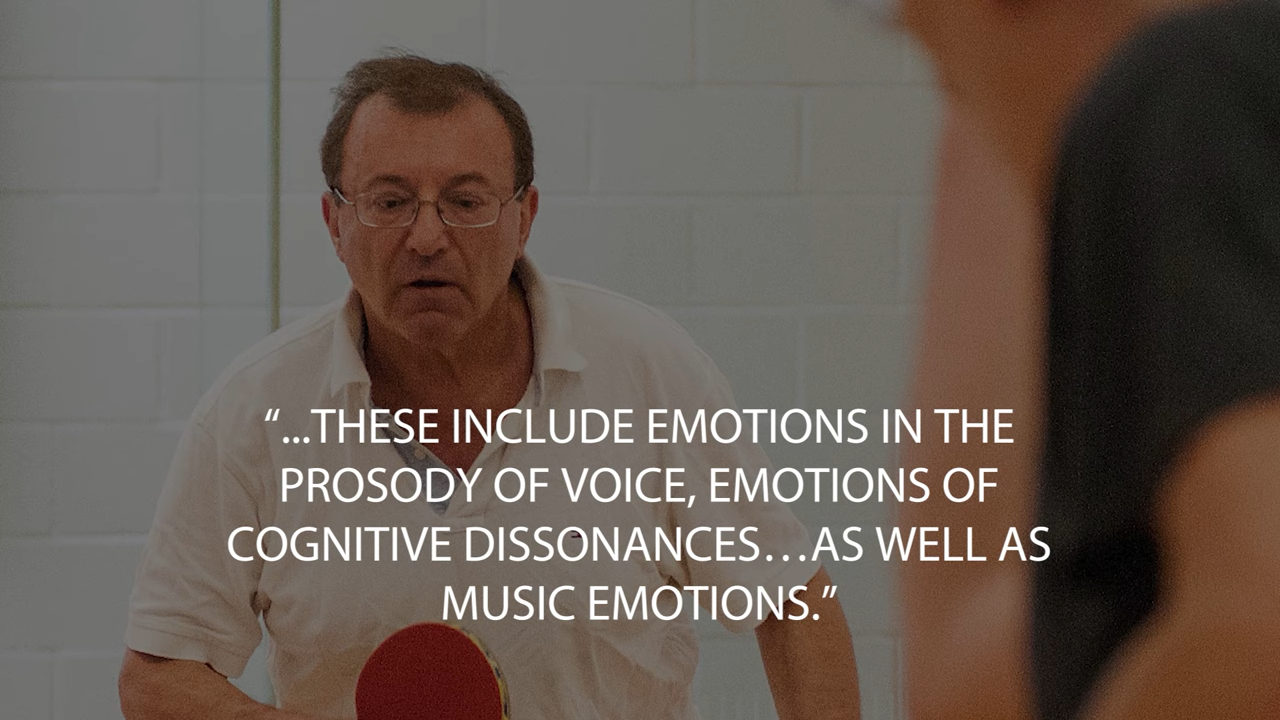 “...THESE INCLUDE EMOTIONS IN THE
PROSODY OF VOICE, EMOTIONS OF
COGNITIVE DISSONANCES…AS WELL AS
MUSIC EMOTIONS.”